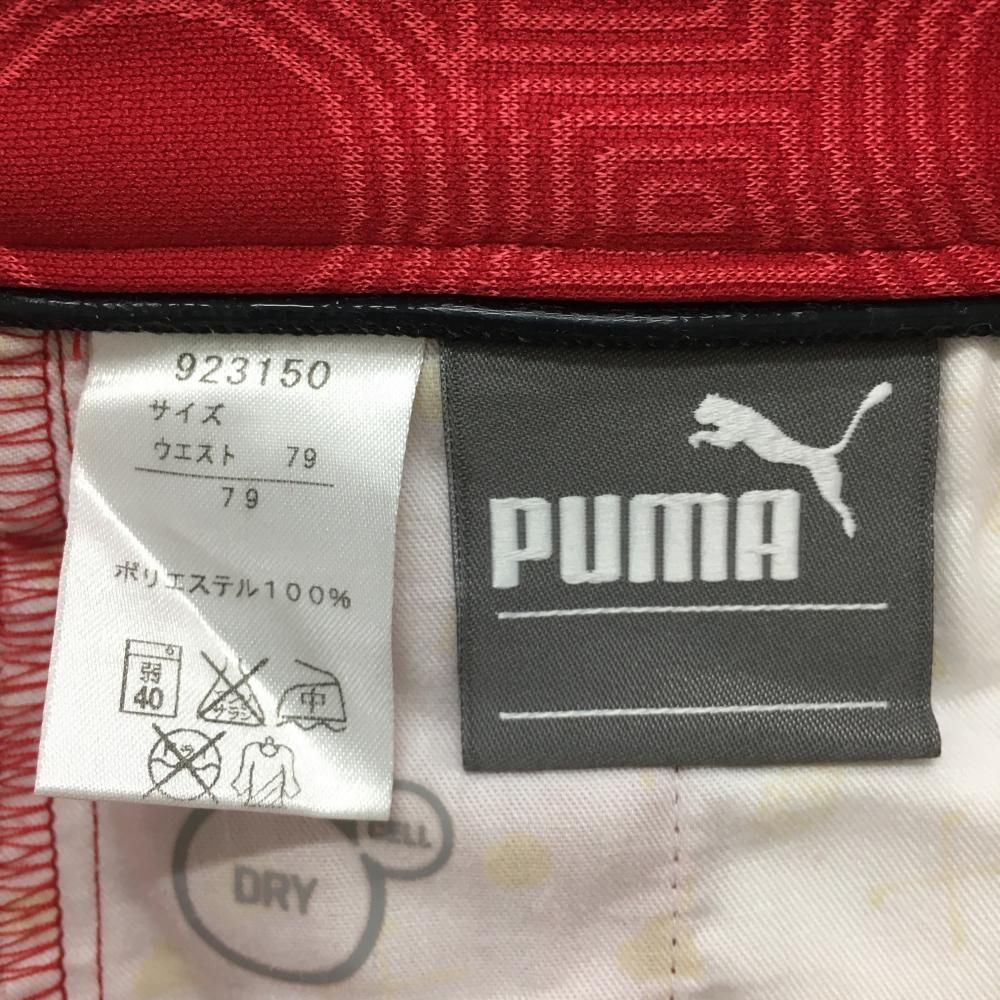 923150
サイズ
ウエスト 79
79
ポリエステル100%
弱
40
中
PUMA
DRY
CELL